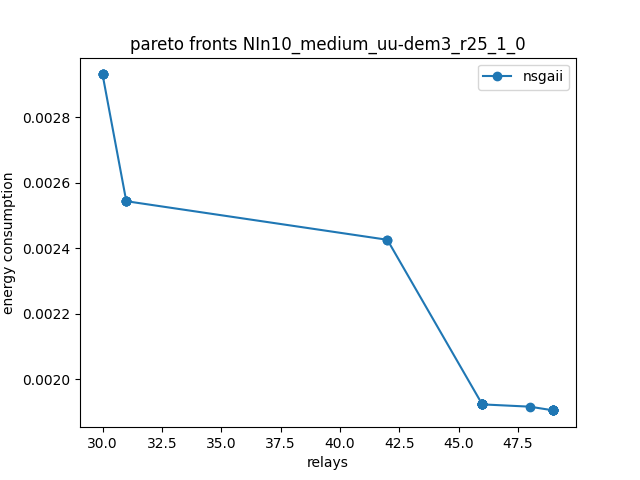 pareto fronts NIn10_medium_uu-dem3_r25_1_0
nsgaii
energy consumption
0.0028
0.0026
0.0024
0.0022
0.0020
30.0 32.5 35.0 37.5 40.0 42.5 45.0 47.5
relays